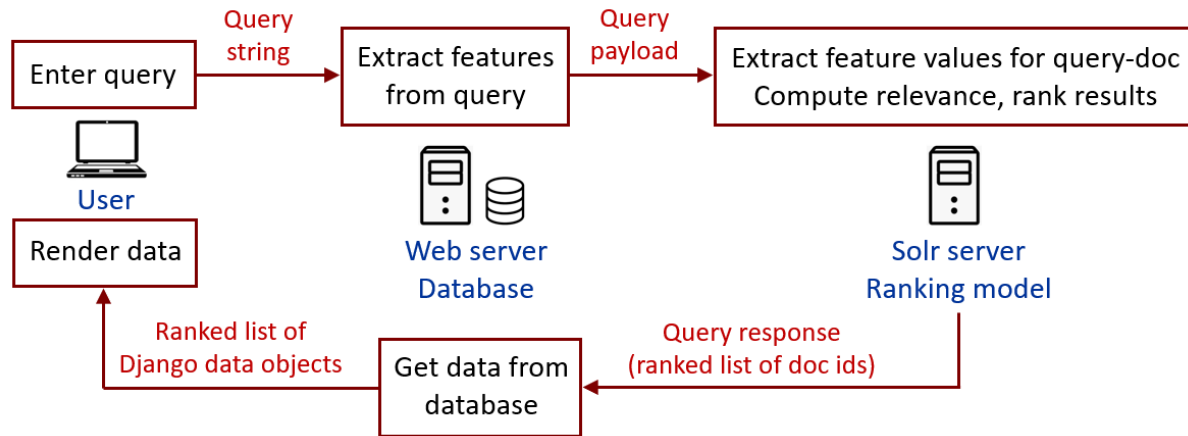 Enter query
Query
string
Extract features
from query
Query
payload
Extract feature values for query-doc
Compute relevance, rank results
User
Web server
Database
Solr server
Ranking model
Render data
Ranked list of
Django data objects
Get data from
database
Query response
(ranked list of doc ids)